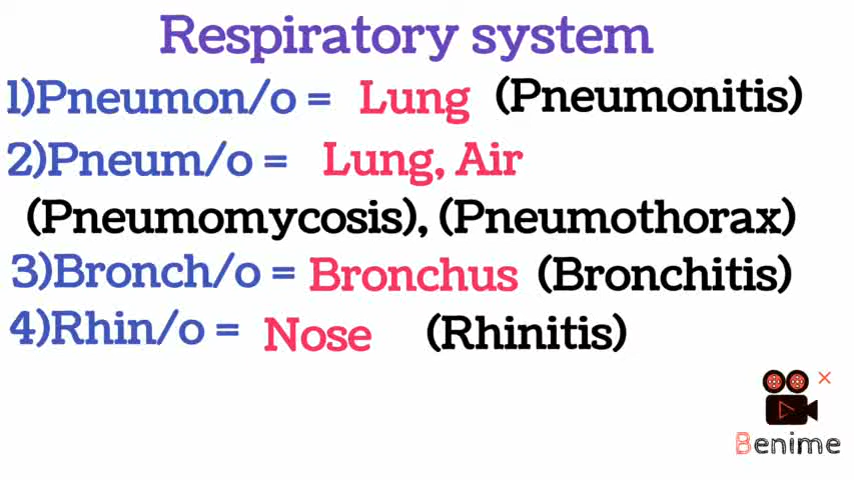 Respiratory system
1)Pneumon/o = Lung (Pneumonitis)
2)Pneum/o = Lung, Air
(Pneumomycosis), (Pneumothorax)
3)Bronch/o = Bronchus (Bronchitis)
4)Rhin/o = Nose (Rhinitis)
Benime